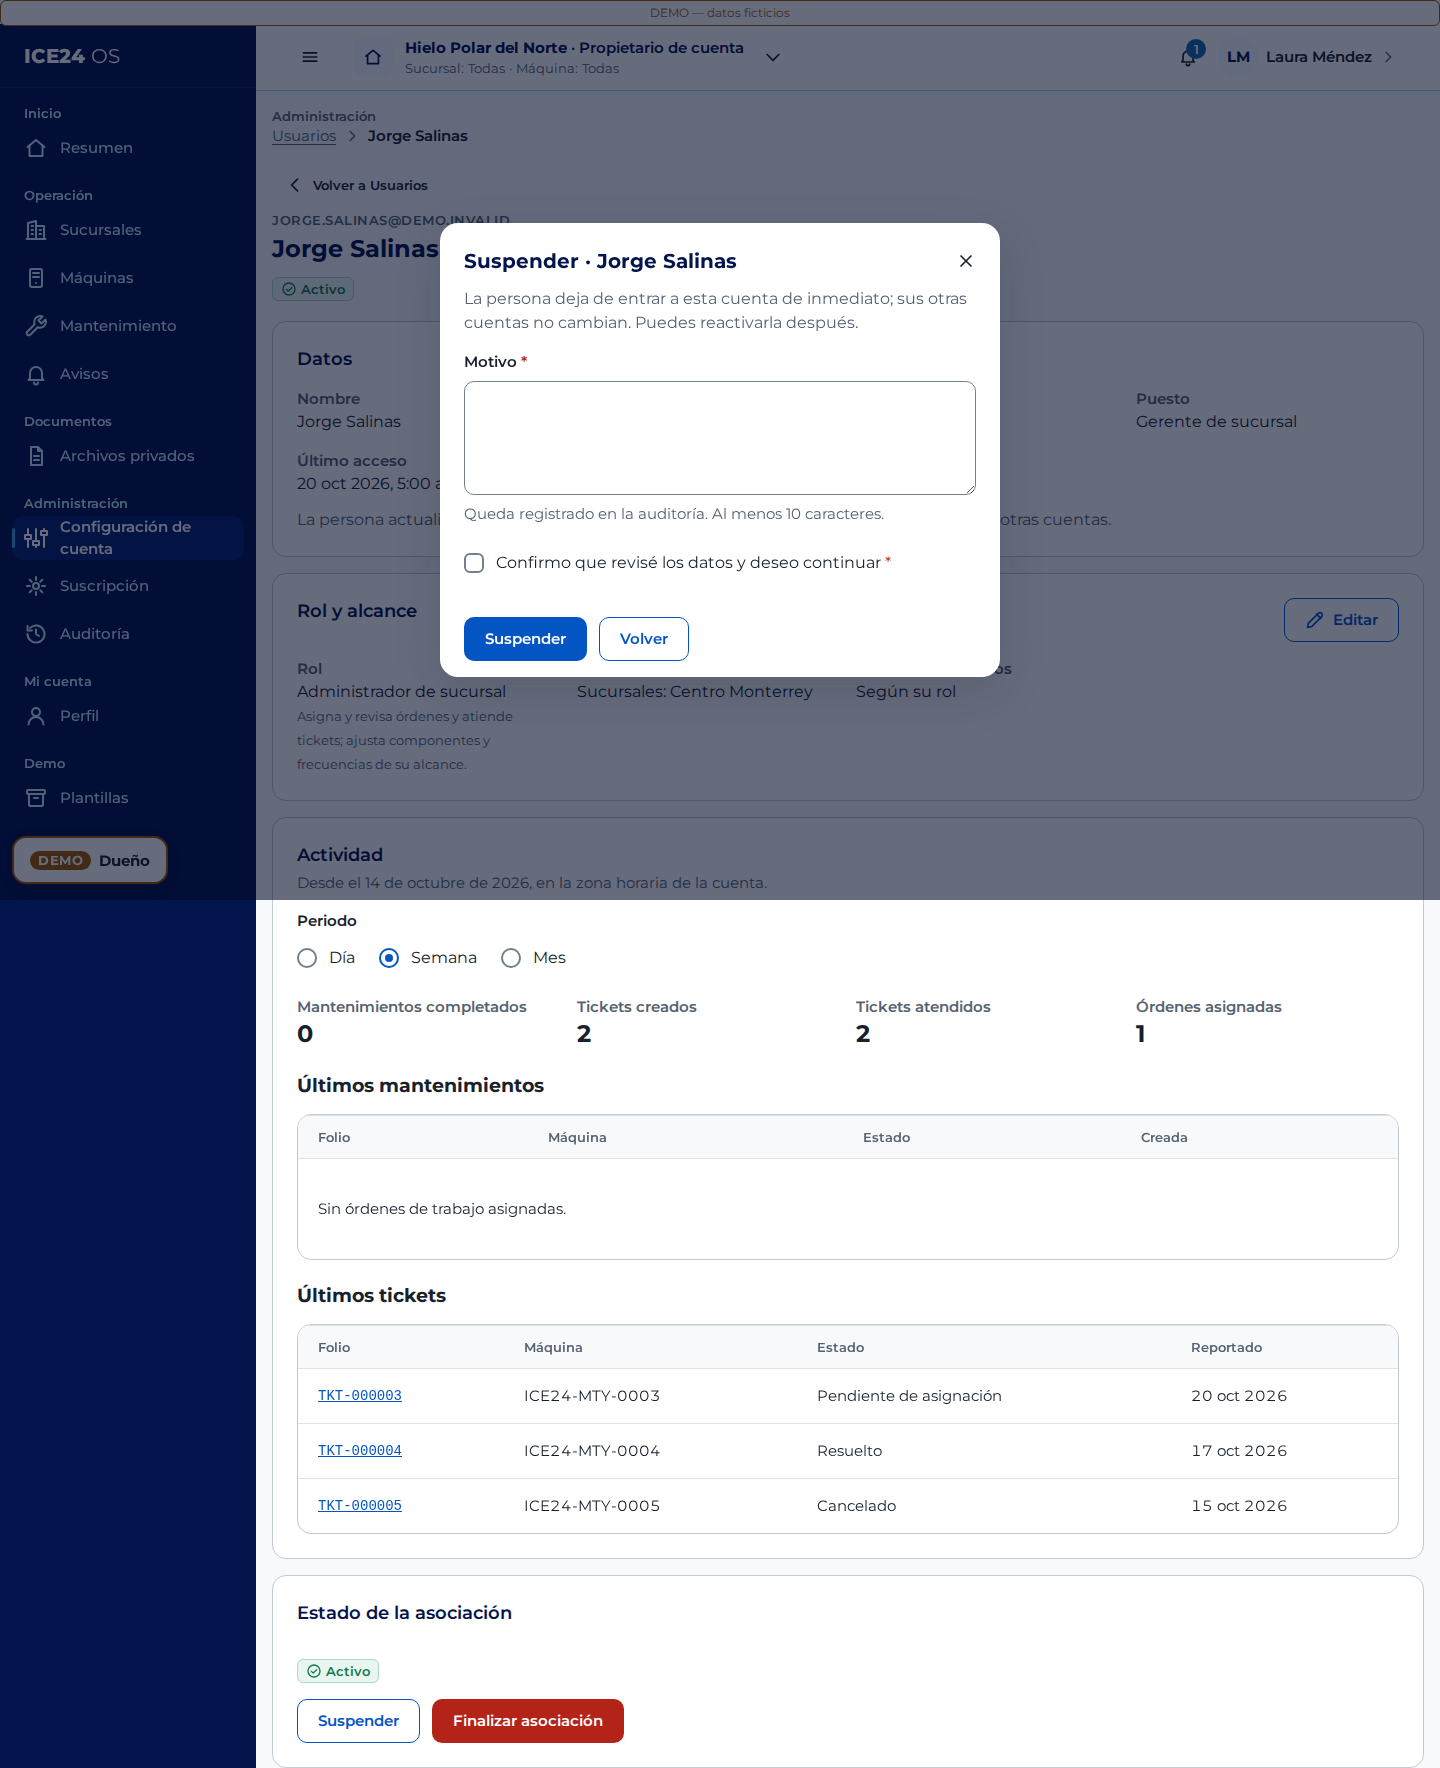 DEMO — datos ficticios
ICE24 OS
Hielo Polar del Norte · Propietario de cuenta
Sucursal: Todas · Máquina: Todas
1
LM
Laura Méndez
Inicio
Resumen
Operación
Sucursales
Máquinas
Mantenimiento
Avisos
Documentos
Archivos privados
Administración
Configuración de
cuenta
Suscripción
Auditoría
Mi cuenta
Perfil
Demo
Plantillas
DEMO Dueño
Administración
Usuarios
Jorge Salinas
Volver a Usuarios
JORGE.SALINAS@DEMO.INVALID
Jorge Salinas
Activo
Suspender · Jorge Salinas
La persona deja de entrar a esta cuenta de inmediato; sus otras
cuentas no cambian. Puedes reactivarla después.
Motivo *
Queda registrado en la auditoría. Al menos 10 caracteres.
Confirmo que revisé los datos y deseo continuar *
Suspender
Volver
Datos
Nombre
Jorge Salinas
Puesto
Gerente de sucursal
Último acceso
20 oct 2026, 5:00 a
La persona actuali
otras cuentas.
Rol y alcance
Editar
Rol
Administrador de sucursal
Asigna y revisa órdenes y atiende
tickets; ajusta componentes y
frecuencias de su alcance.
Sucursales: Centro Monterrey
os
Según su rol
Actividad
Desde el 14 de octubre de 2026, en la zona horaria de la cuenta.
Periodo
Día
Semana
Mes
Mantenimientos completados
0
Tickets creados
2
Tickets atendidos
2
Órdenes asignadas
1
Últimos mantenimientos
Folio Máquina Estado Creada
Sin órdenes de trabajo asignadas.
Últimos tickets
Folio Máquina Estado Reportado
TKT-000003 ICE24-MTY-0003 Pendiente de asignación 20 oct 2026
TKT-000004 ICE24-MTY-0004 Resuelto 17 oct 2026
TKT-000005 ICE24-MTY-0005 Cancelado 15 oct 2026
Estado de la asociación
Activo
Suspender
Finalizar asociación